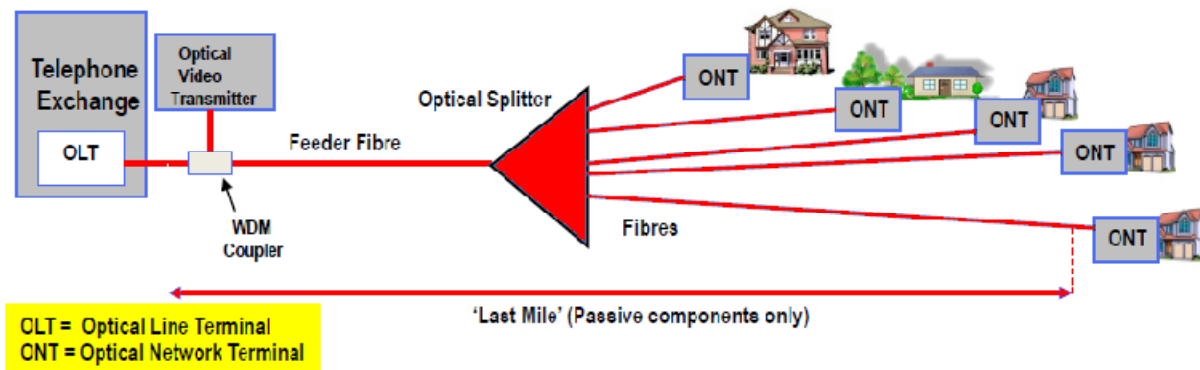 Telephone
Exchange
OLT
Optical
Video
Transmitter
Feeder Fibre
WDM
Coupler
Optical Splitter
Fibres
ONT
ONT
ONT
ONT
ONT
'Last Mile' (Passive components only)
OLT = Optical Line Terminal
ONT = Optical Network Terminal